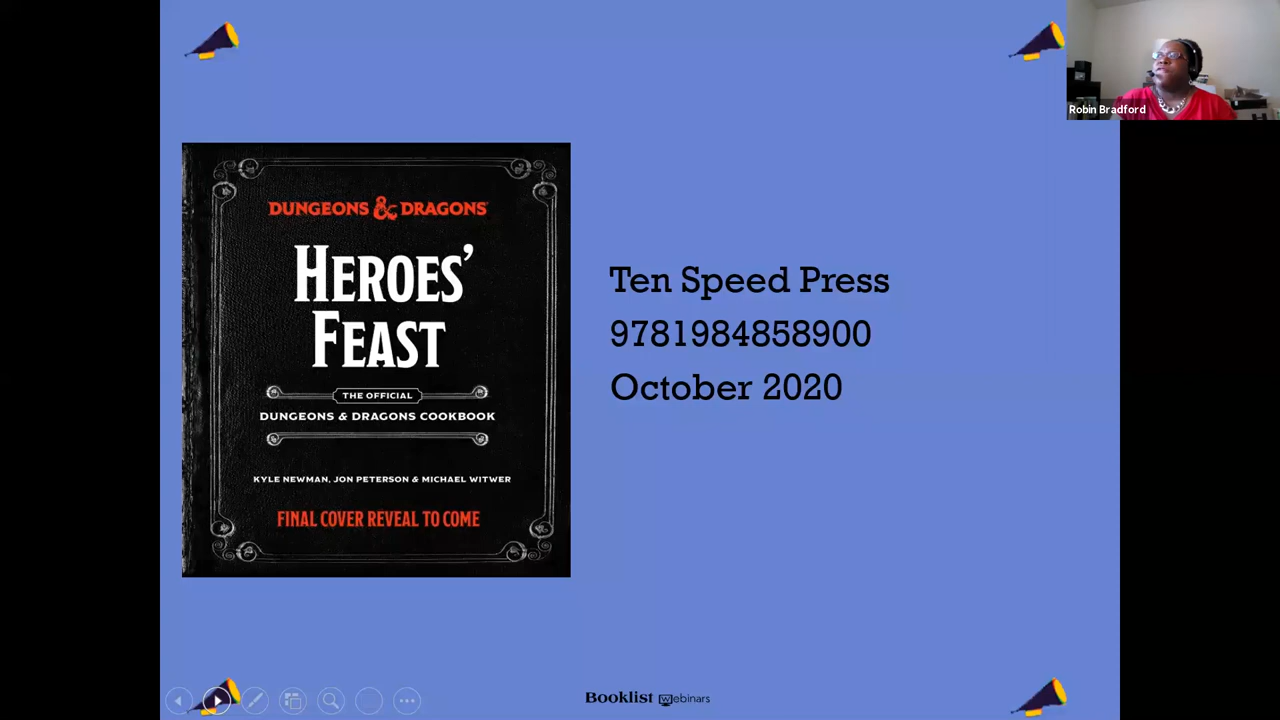 Robin Bradford
DUNGEONS & DRAGONS
HEROES'
FEAST
THE OFFICIAL
DUNGEONS & DRAGONS COOKBOOK
KYLE NEWMAN, JON PETERSON & MICHAEL WITWER
FINAL COVER REVEAL TO COME
Ten Speed Press
9781984858900
October 2020
Booklist Webinars